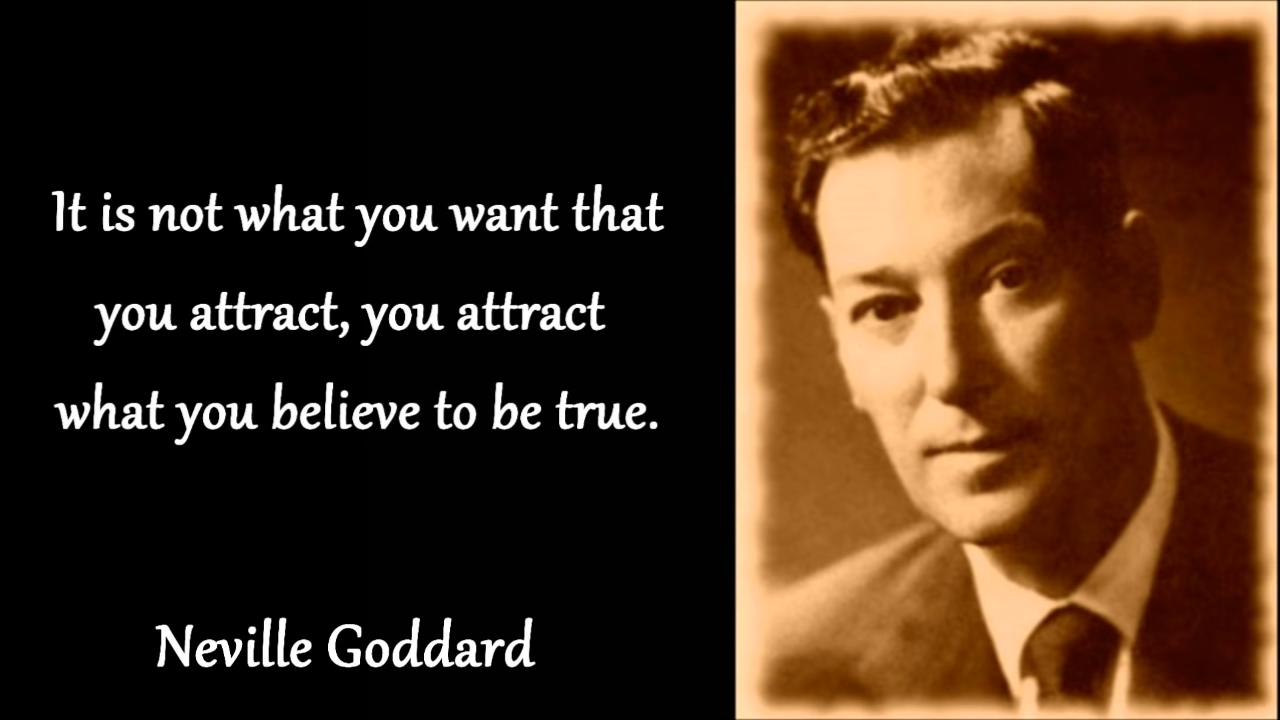 It is not what you want that
you attract, you attract
what you believe to be true.
Neville Goddard